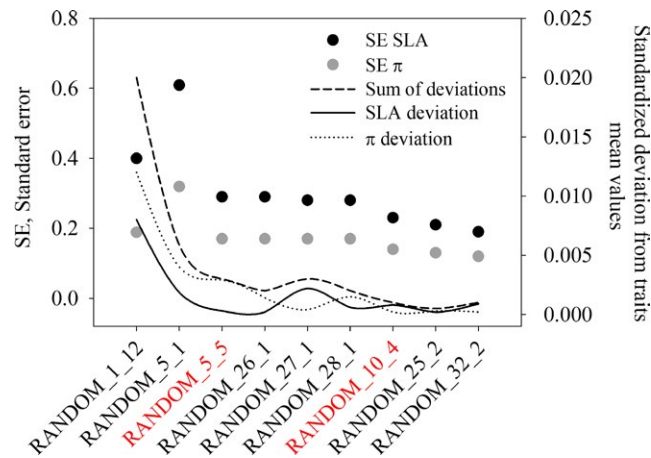 0.8
0.6
0.4
0.2
0.0
SE, Standard error
SE SLA
SE π
Sum of deviations
SLA deviation
π deviation
0.025
0.020
0.015
0.010
0.005
0.000
Standardized deviation from traits
mean values
RANDOM_1_12
RANDOM_5_1
RANDOM_5_5
RANDOM_26_1
RANDOM_27_1
RANDOM_28_1
RANDOM_10_4
RANDOM_25_2
RANDOM_32_2